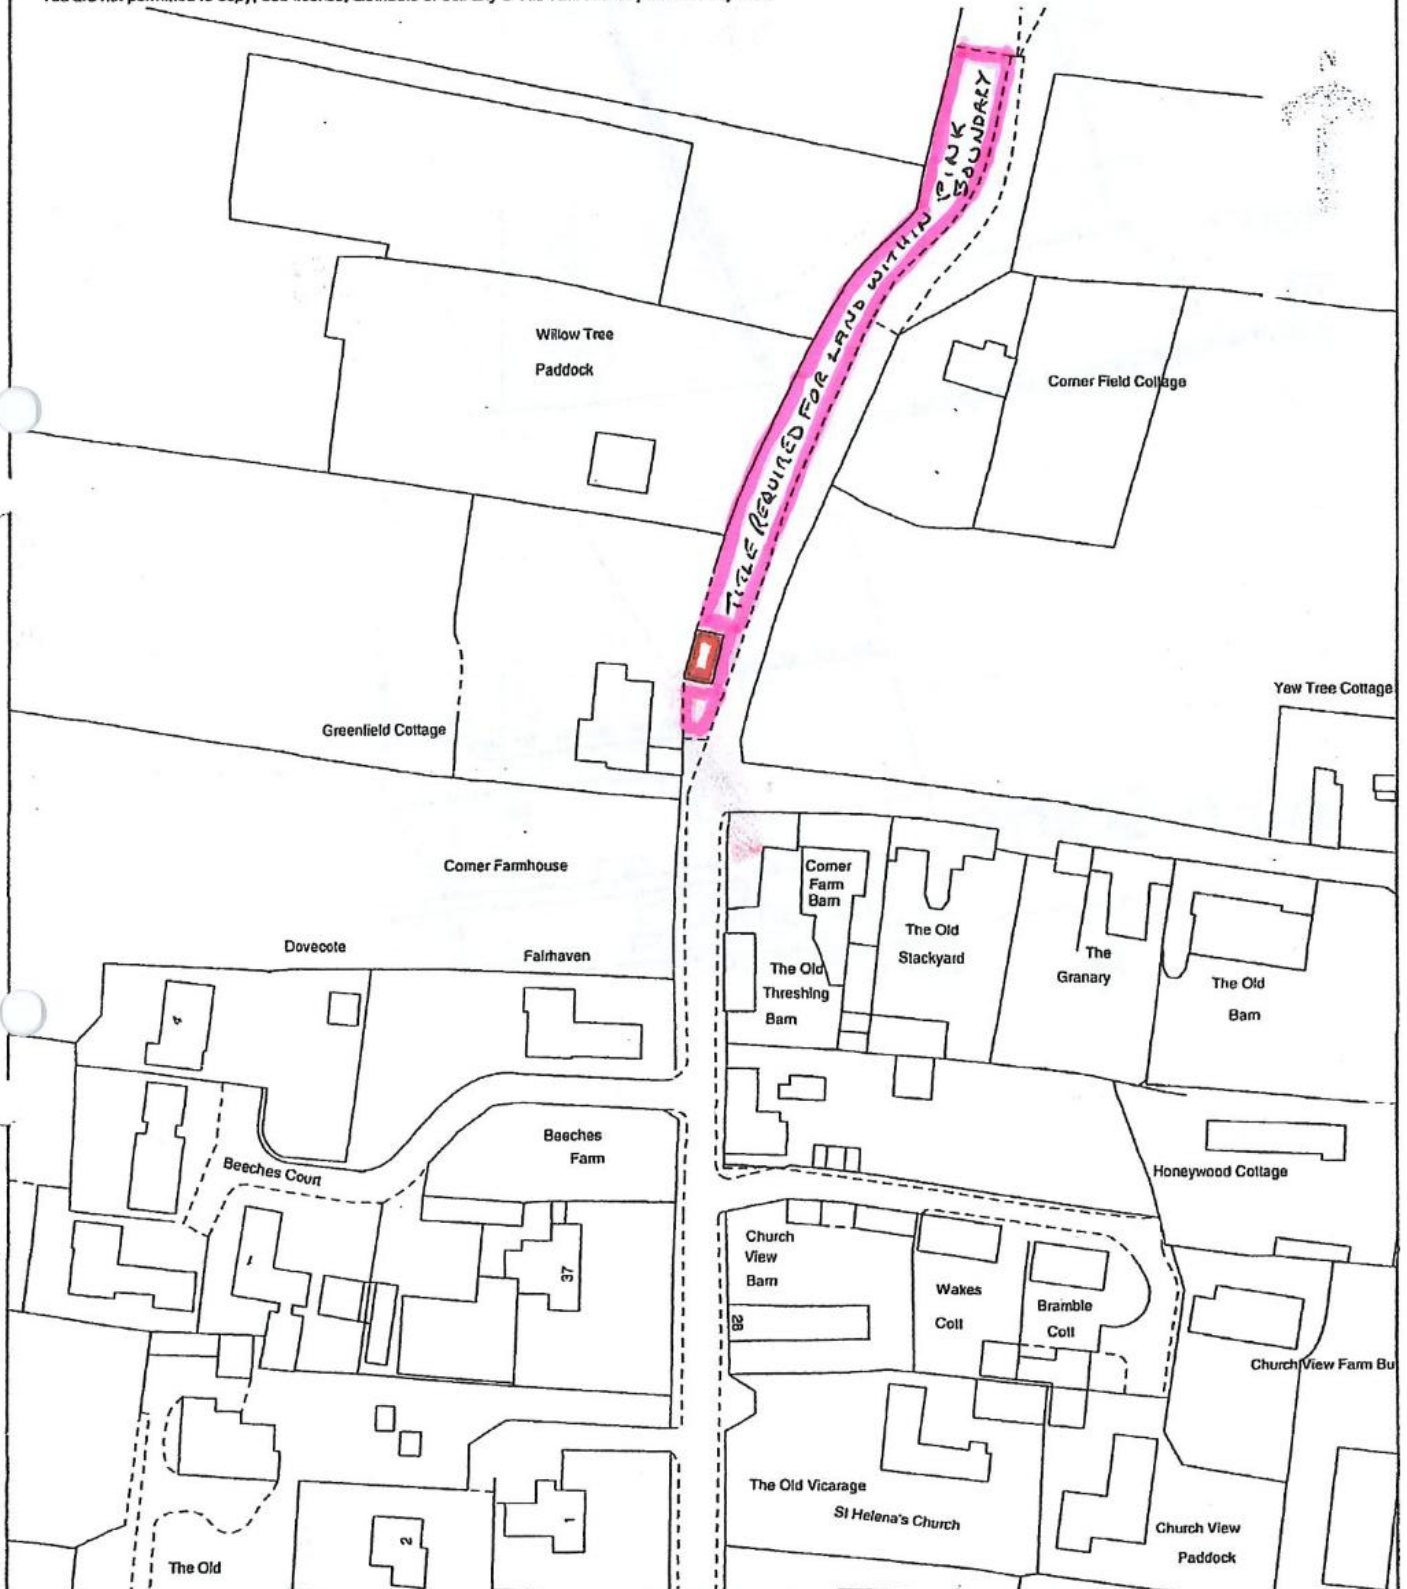 PINK
BOUNDARY
TITLE REQUIRED FOR LAND WITHIN
Willow Tree
Paddock
Corner Field Cottage
Yew Tree Cottage
Greenfield Cottage
Corner Farmhouse
Corner
Farm
Barn
The Old
Stackyard
The
Granary
The Old
Barn
The Old
Threshing
Barn
Dovecote
Fairhaven
4
Beeches
Farm
Beeches Court
Honeywood Cottage
1
37
Church
View
Barn
28
Wakes
Cott
Bramble
Cott
Church View Farm Bu
The Old Vicarage
St Helena's Church
Church View
Paddock
2
1
The Old